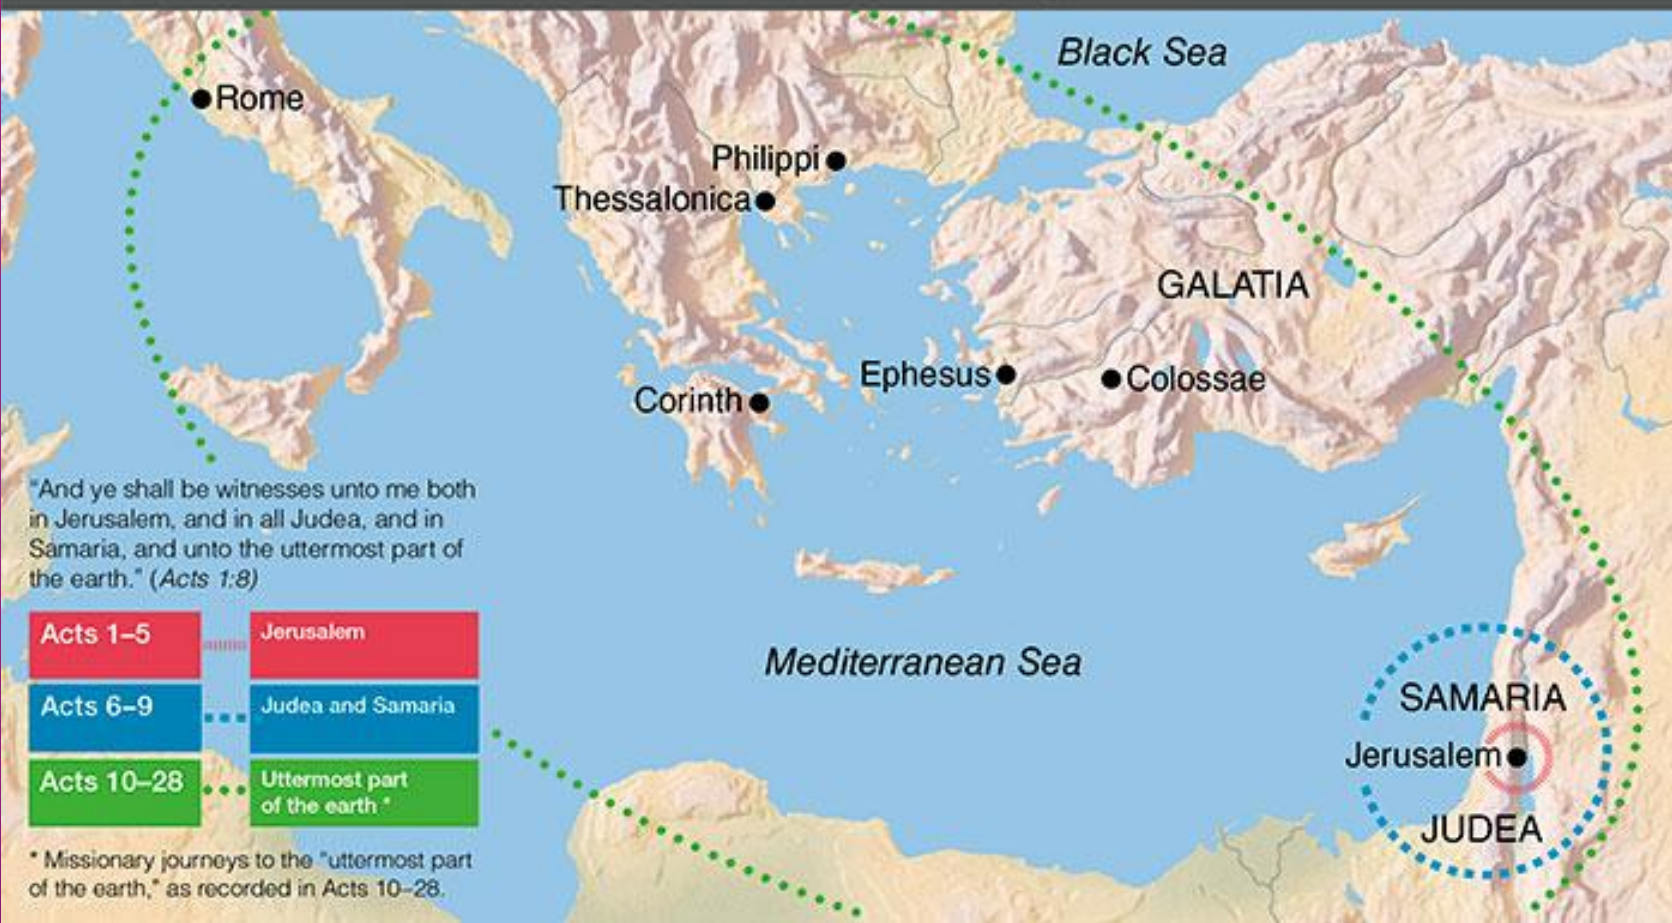 Black Sea
Rome
Philippi
Thessalonica
GALATIA
Ephesus
Colossae
Corinth
"And ye shall be witnesses unto me both
in Jerusalem, and in all Judea, and in
Samaria, and unto the uttermost part of
the earth." (Acts 1:8)
Acts 1–5
Jerusalem
Acts 6–9
Judea and Samaria
Acts 10–28
Uttermost part
of the earth *
* Missionary journeys to the "uttermost part
of the earth," as recorded in Acts 10–28.
Mediterranean Sea
SAMARIA
Jerusalem
JUDEA